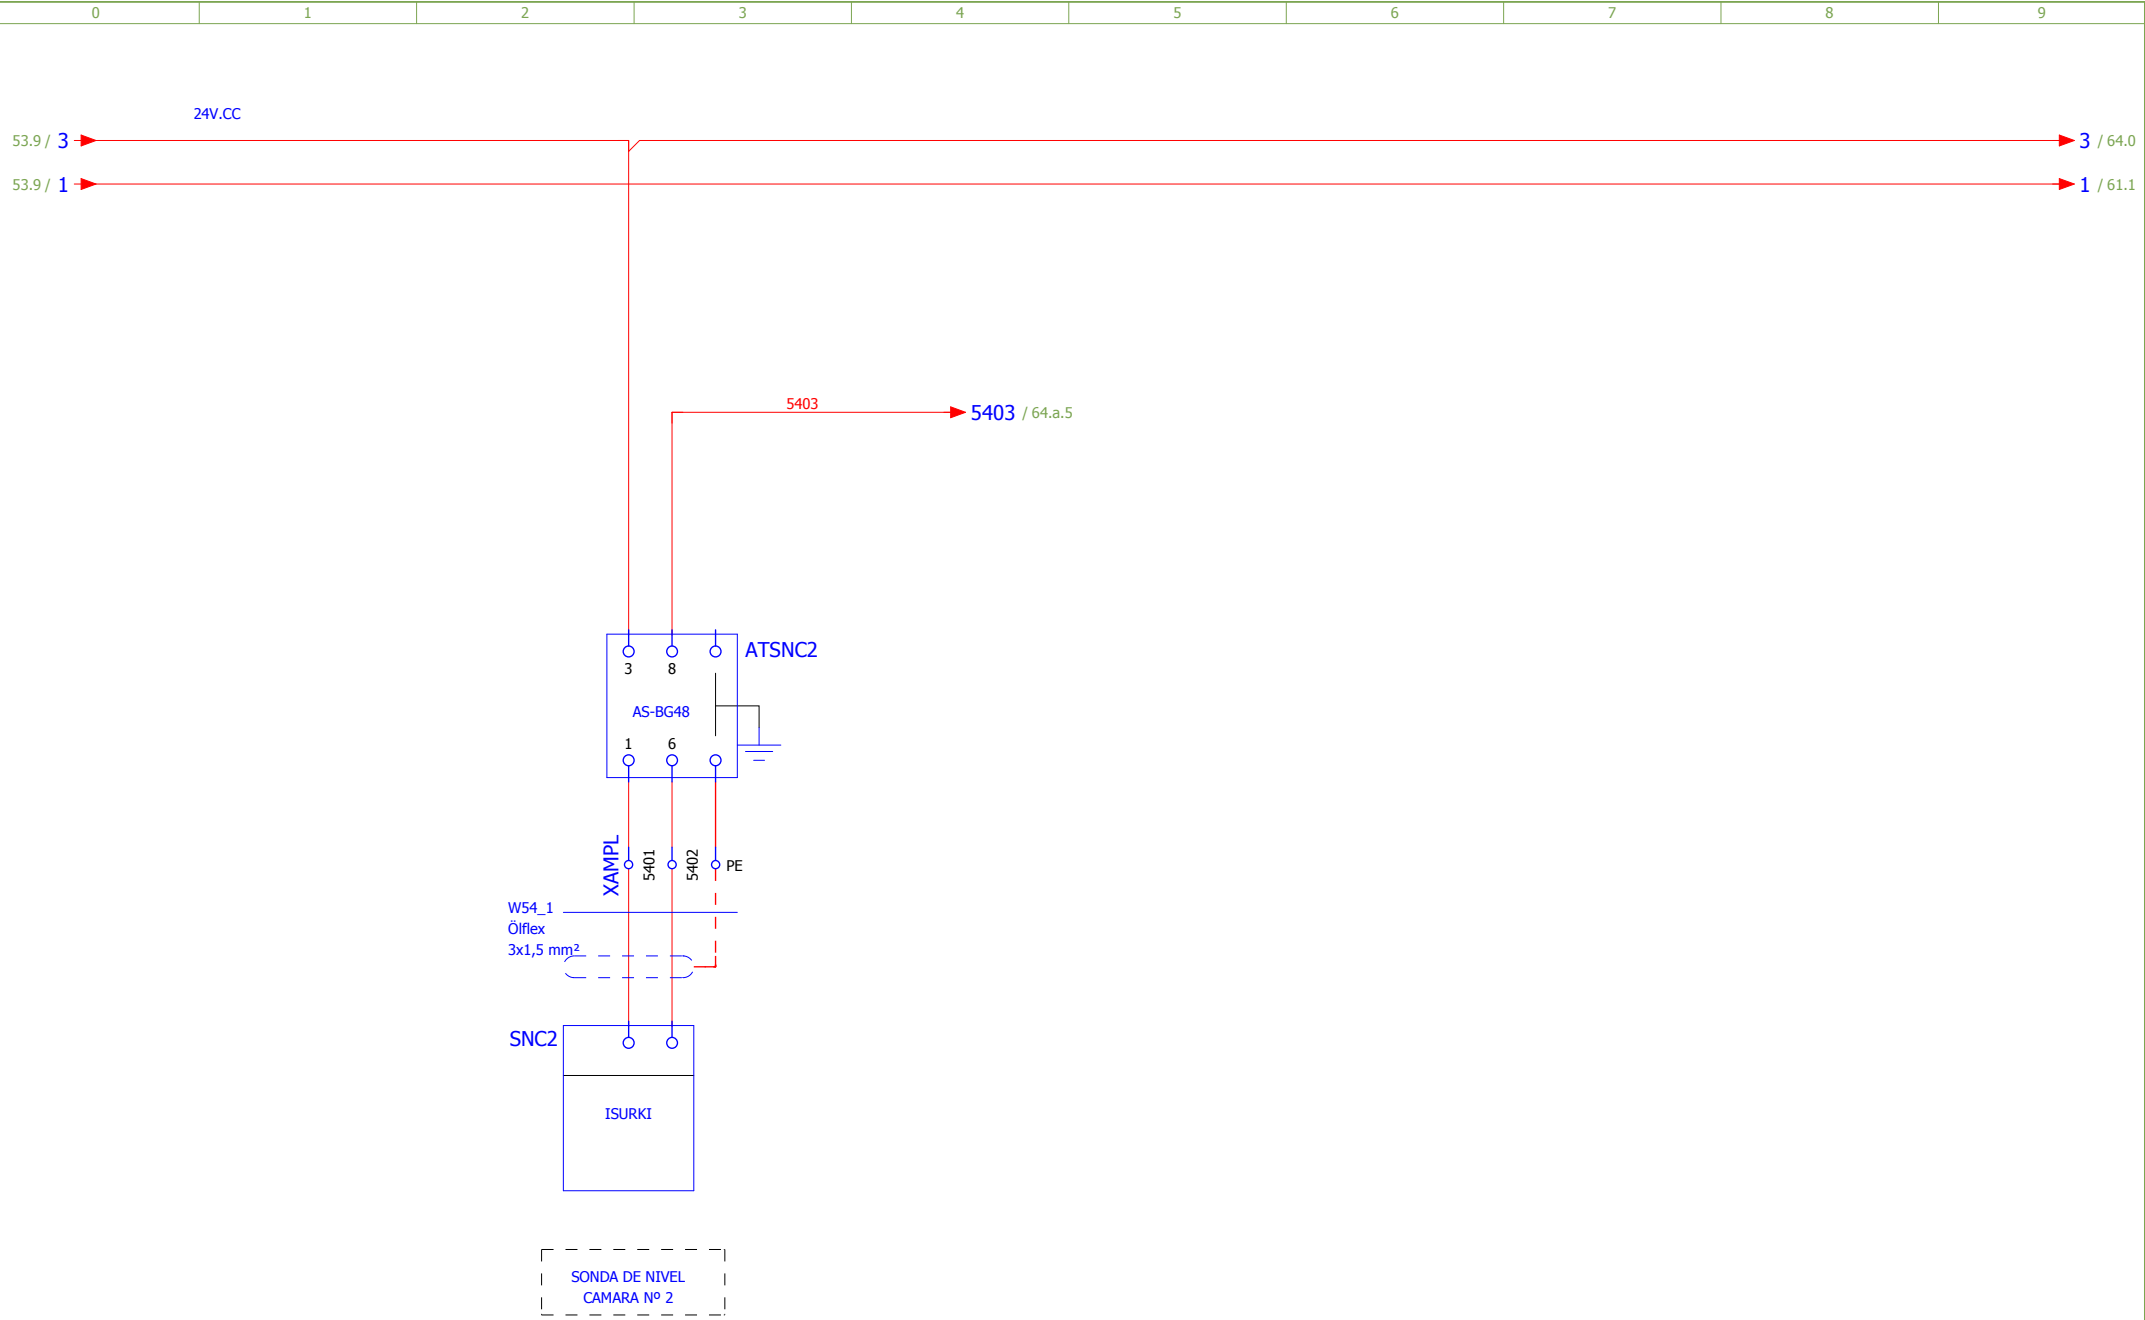 0 1 2 3 4 5 6 7 8 9
24V.CC
53.9 / 3
3 / 64.0
53.9 / 1
1 / 61.1
5403
5403 / 64.a.5
ATSNC2
3 8
AS-BG48
1 6
XAMPL
5401
5402
PE
W54_1
Ölflex
3x1,5 mm²
SNC2
ISURKI
SONDA DE NIVEL
CAMARA Nº 2